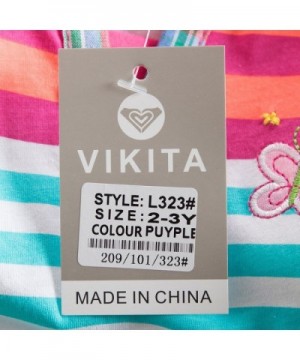 VIKITA
STYLE: L323#
SIZE: 2-3Y
COLOUR PUYPLE
209/101/323#
MADE IN CHINA